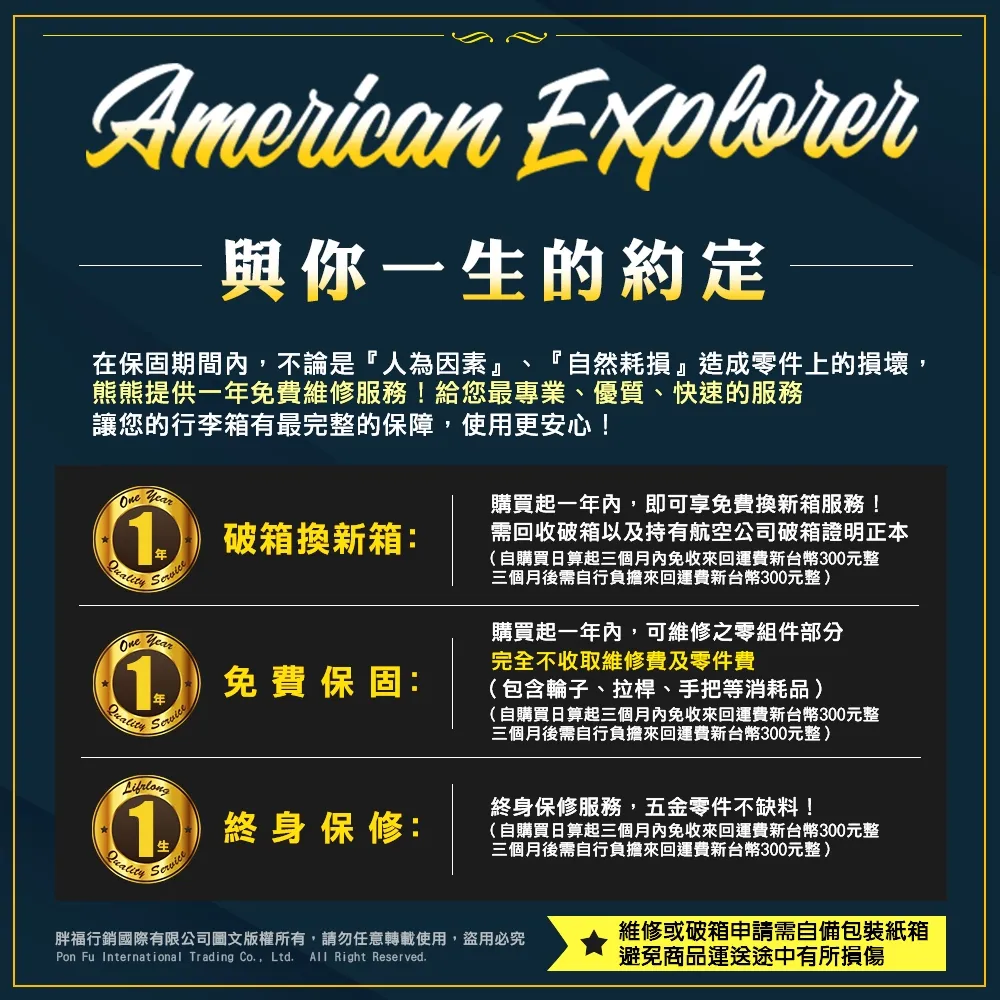 American Explorer
與你一生的約定
在保固期間內，不論是『人為因素』、『自然耗損』造成零件上的損壞，
熊熊提供一年免費維修服務！給您最專業、優質、快速的服務
讓您的行李箱有最完整的保障，使用更安心！
One Year
1年
Quality Service
破箱換新箱：
購買起一年內，即可享免費換新箱服務！
需回收破箱以及持有航空公司破箱證明正本
（自購買日算起三個月內免收來回運費新台幣300元整
三個月後需自行負擔來回運費新台幣300元整）
One Year
1年
Quality Service
免費保固：
購買起一年內，可維修之零組件部分
完全不收取維修費及零件費
（包含輪子、拉桿、手把等消耗品）
（自購買日算起三個月內免收來回運費新台幣300元整
三個月後需自行負擔來回運費新台幣300元整）
Lifrlong
1生
Quality Service
終身保修：
終身保修服務，五金零件不缺料！
（自購買日算起三個月內免收來回運費新台幣300元整
三個月後需自行負擔來回運費新台幣300元整）
胖福行銷國際有限公司圖文版權所有，請勿任意轉載使用，盜用必究
Pon Fu International Trading Co., Ltd. All Right Reserved.
維修或破箱申請需自備包裝紙箱
避免商品運送途中有所損傷